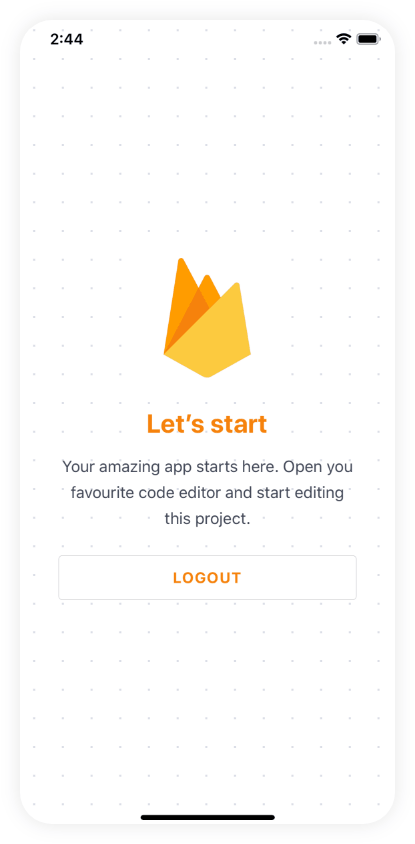 2:44
Let's start
Your amazing app starts here. Open you
favourite code editor and start editing
this project.
LOGOUT